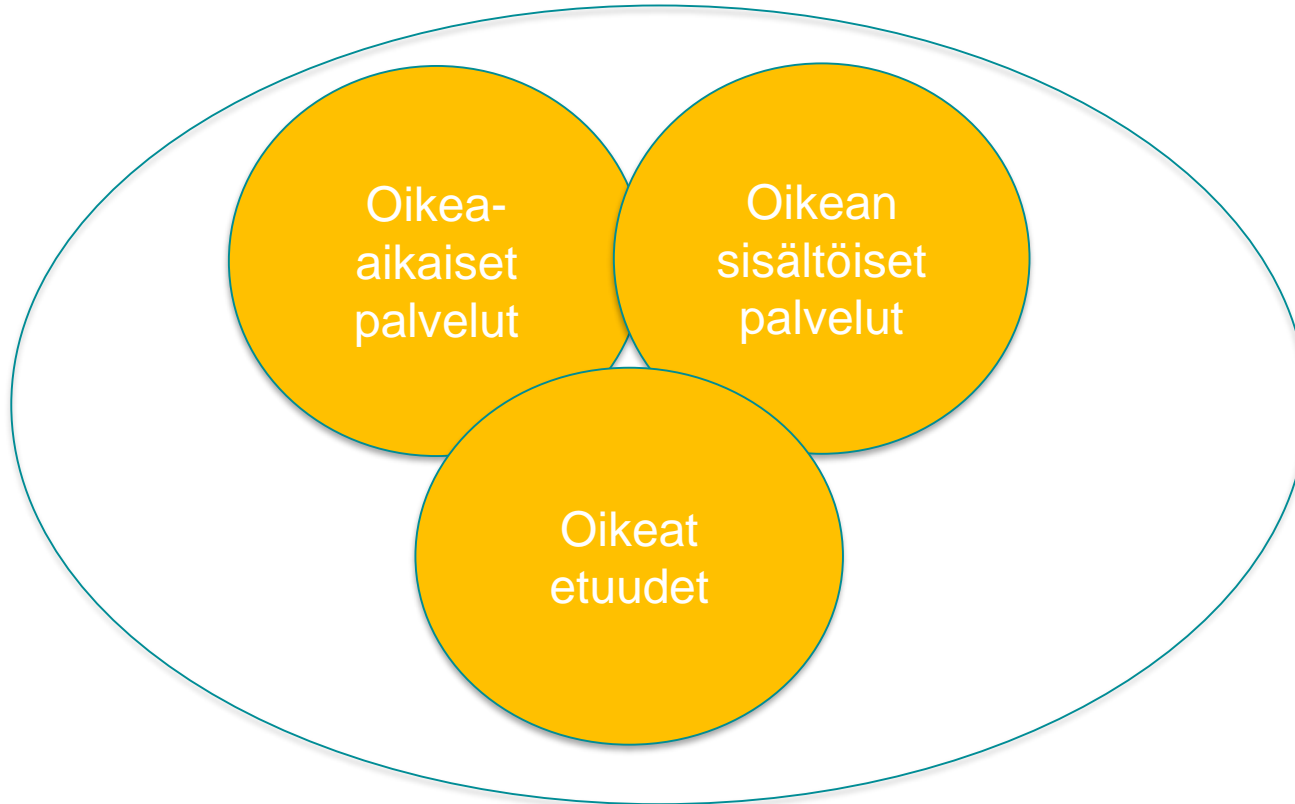 Oikea-
aikaiset
palvelut
Oikean
sisältöiset
palvelut
Oikeat
etuudet